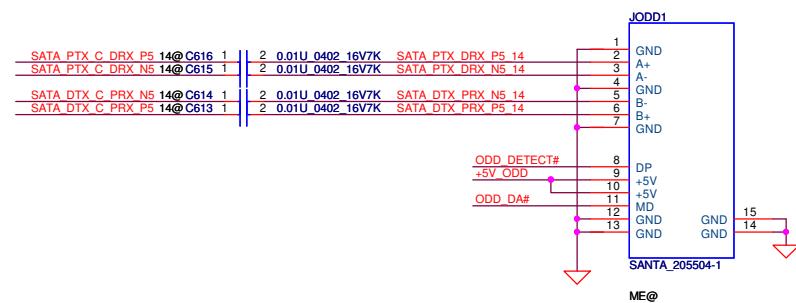 JODD1
1 GND
SATA_PTX_C_DRX_P5 14@ C616 1 2 0.01U_0402_16V7K SATA_PTX_DRX_P5_14 2 A+
SATA_PTX_C_DRX_N5 14@ C615 1 2 0.01U_0402_16V7K SATA_PTX_DRX_N5_14 3 A-
4 GND
SATA_DTX_C_PRX_N5 14@ C614 1 2 0.01U_0402_16V7K SATA_DTX_PRX_N5_14 5 B-
SATA_DTX_C_PRX_P5 14@ C613 1 2 0.01U_0402_16V7K SATA_DTX_PRX_P5_14 6 B+
7 GND
ODD_DETECT# 8 DP
+5V_ODD 9 +5V
10 +5V
ODD_DA# 11 MD
12 GND GND 15
13 GND GND 14
SANTA_205504-1
ME@